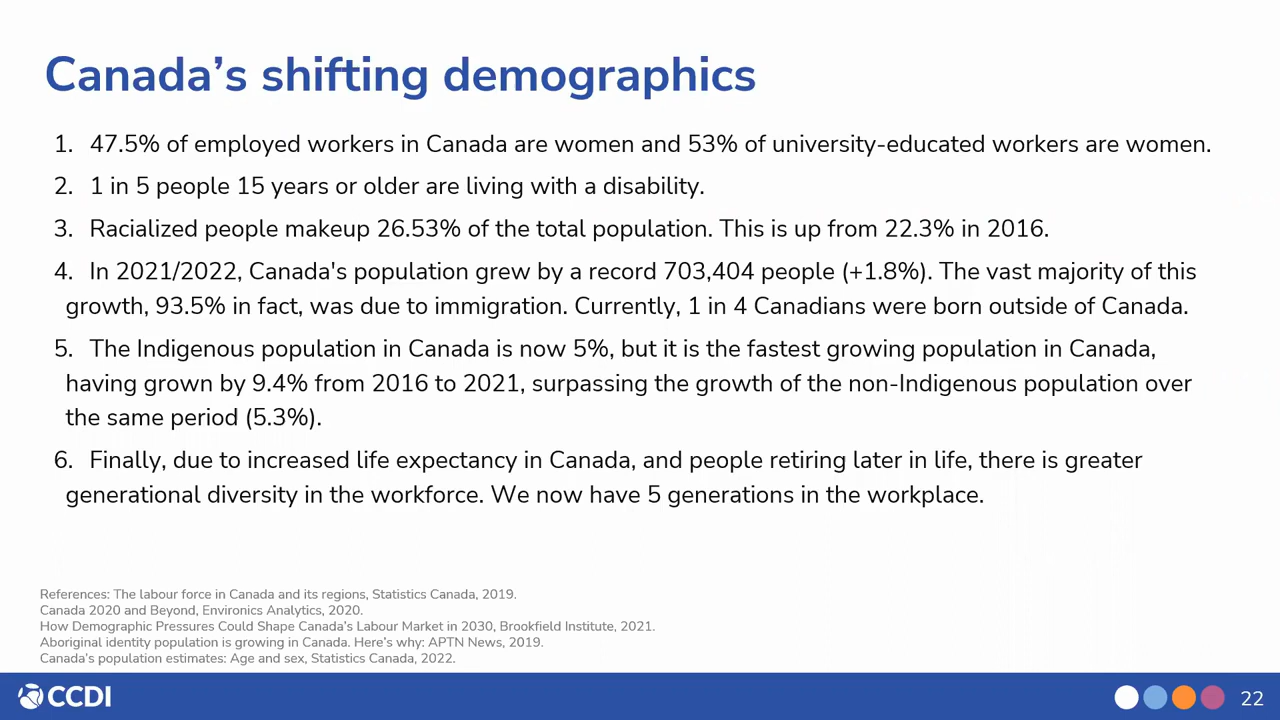 Canada’s shifting demographics
1. 47.5% of employed workers in Canada are women and 53% of university-educated workers are women.
2. 1 in 5 people 15 years or older are living with a disability.
3. Racialized people makeup 26.53% of the total population. This is up from 22.3% in 2016.
4. In 2021/2022, Canada's population grew by a record 703,404 people (+1.8%). The vast majority of this
growth, 93.5% in fact, was due to immigration. Currently, 1 in 4 Canadians were born outside of Canada.
5. The Indigenous population in Canada is now 5%, but it is the fastest growing population in Canada,
having grown by 9.4% from 2016 to 2021, surpassing the growth of the non-Indigenous population over
the same period (5.3%).
6. Finally, due to increased life expectancy in Canada, and people retiring later in life, there is greater
generational diversity in the workforce. We now have 5 generations in the workplace.
References: The labour force in Canada and its regions, Statistics Canada, 2019.
Canada 2020 and Beyond, Environics Analytics, 2020.
How Demographic Pressures Could Shape Canada’s Labour Market in 2030, Brookfield Institute, 2021.
Aboriginal identity population is growing in Canada. Here’s why: APTN News, 2019.
Canada’s population estimates: Age and sex, Statistics Canada, 2022.
CCDI
22